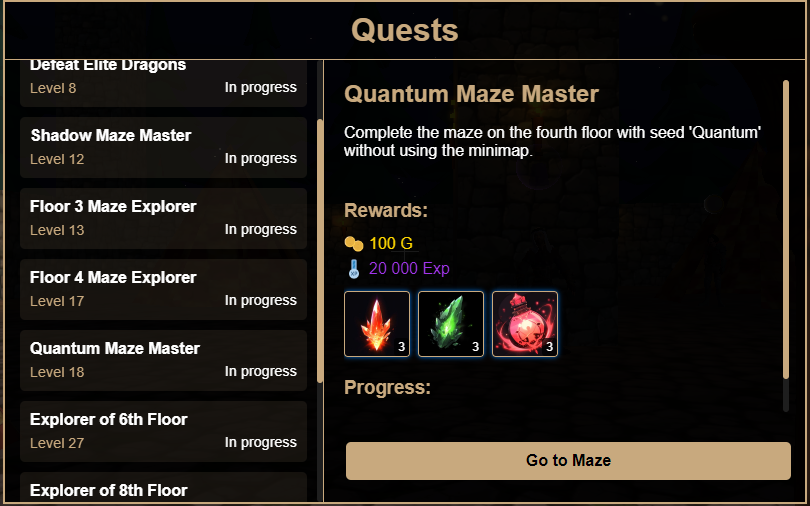 Quests
Defeat Elite Dragons
Level 8
In progress
Shadow Maze Master
Level 12
In progress
Floor 3 Maze Explorer
Level 13
In progress
Floor 4 Maze Explorer
Level 17
In progress
Quantum Maze Master
Level 18
In progress
Explorer of 6th Floor
Level 27
In progress
Explorer of 8th Floor
Quantum Maze Master
Complete the maze on the fourth floor with seed 'Quantum'
without using the minimap.
Rewards:
100 G
20 000 Exp
3
3
3
Progress:
Go to Maze